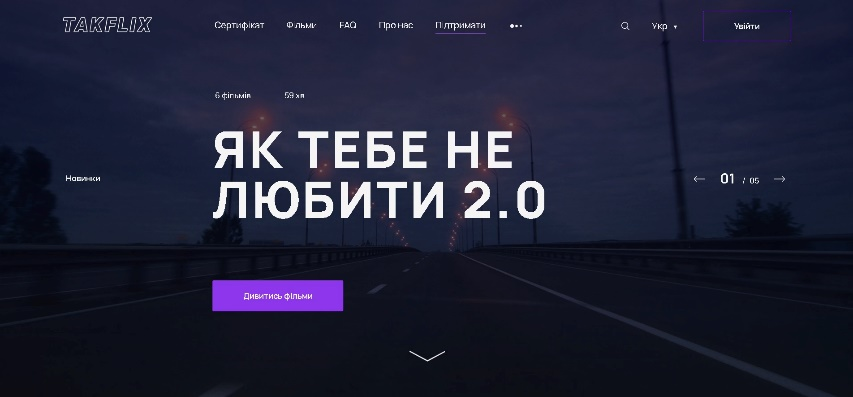 TAKFLIX
Сертифікат Фільми FAQ Про нас Підтримати
Укр
Увійти
6 фільмів 59 хв
ЯК ТЕБЕ НЕ
ЛЮБИТИ 2.0
Новинки
01 / 05
Дивитись фільми